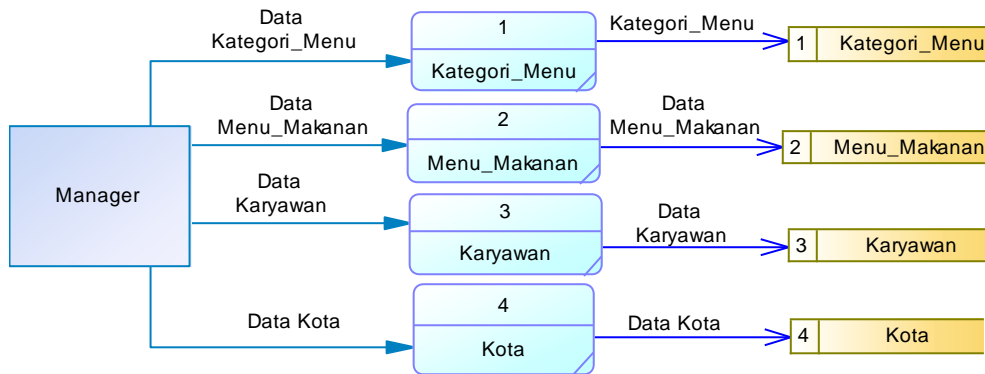 Data
Kategori_Menu
1
Kategori_Menu
Kategori_Menu
1 Kategori_Menu
Manager
Data
Menu_Makanan
2
Menu_Makanan
Data
Menu_Makanan
2 Menu_Makanan
Data
Karyawan
3
Karyawan
Data
Karyawan
3 Karyawan
Data Kota
4
Kota
Data Kota
4 Kota